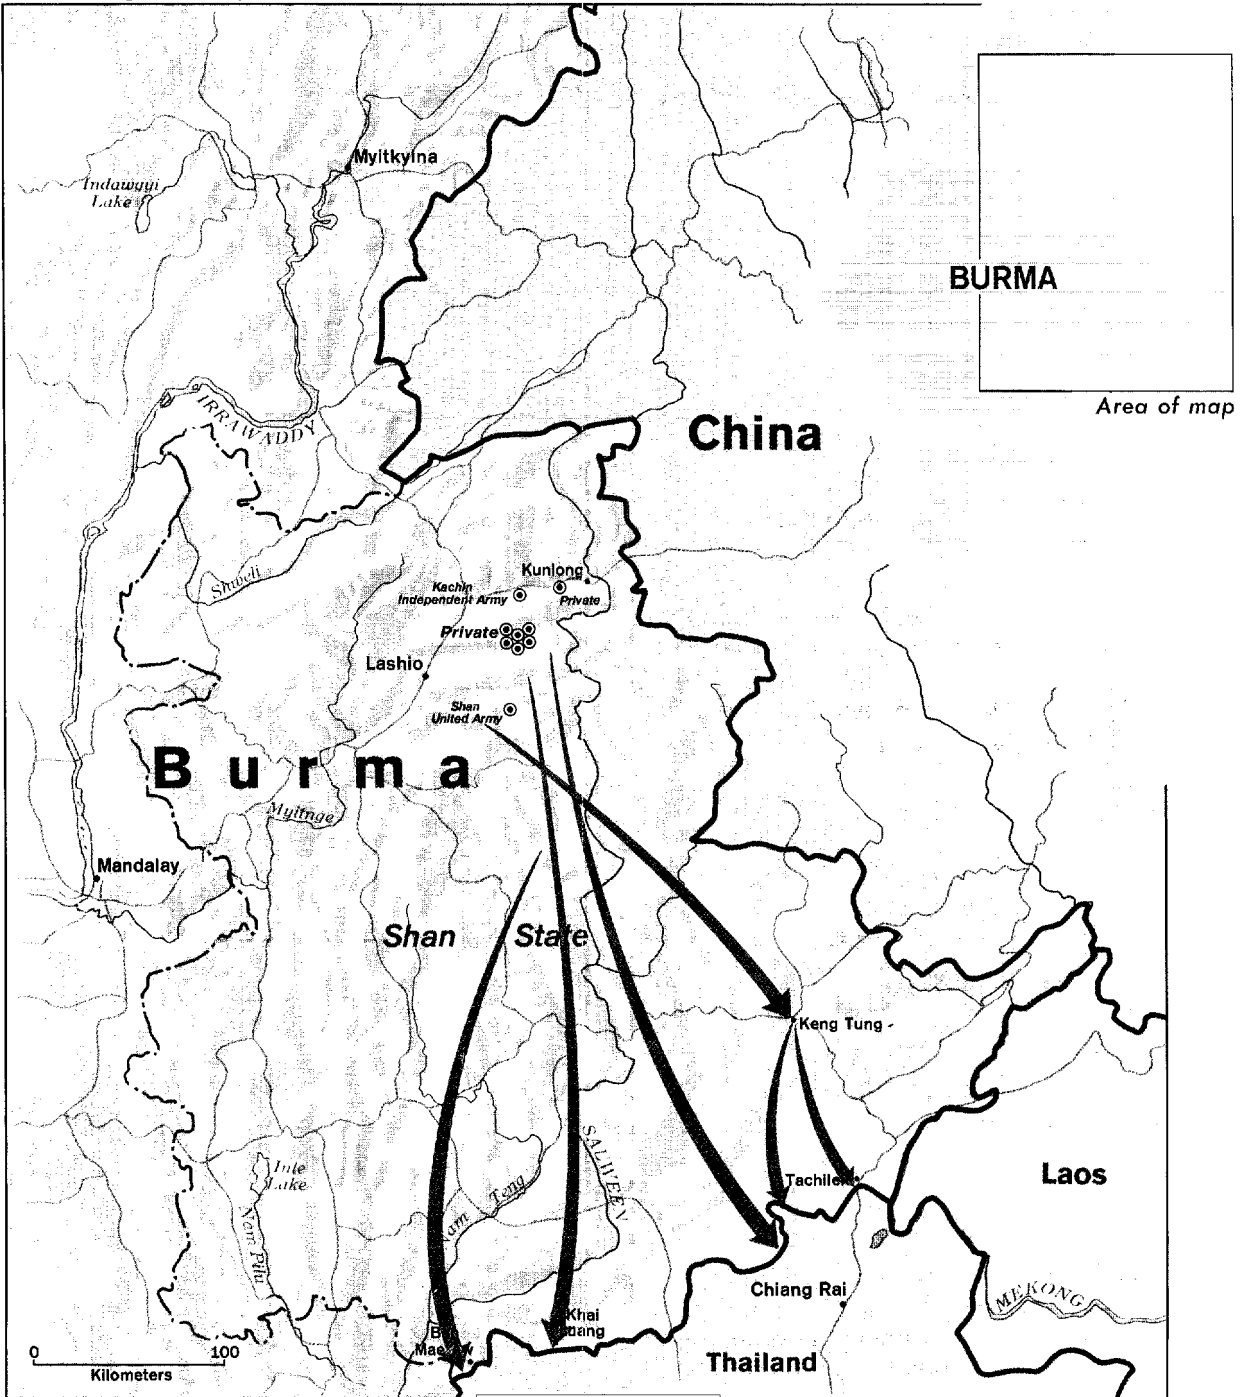 Myitkyina
Indawgyi
Lake
BURMA
Area of map
IRRAWADDY
China
Shweli
Kunlong
Kachin
Independent Army
Private
Private
Lashio
Shan
United Army
Burma
Myitnge
Mandalay
Shan State
Keng Tung
SALWEEN
Tachilek
Laos
Inle
Lake
Teng
Nam Pilu
Chiang Rai
MEKONG
Khai
Mae
0 100
Kilometers
Thailand